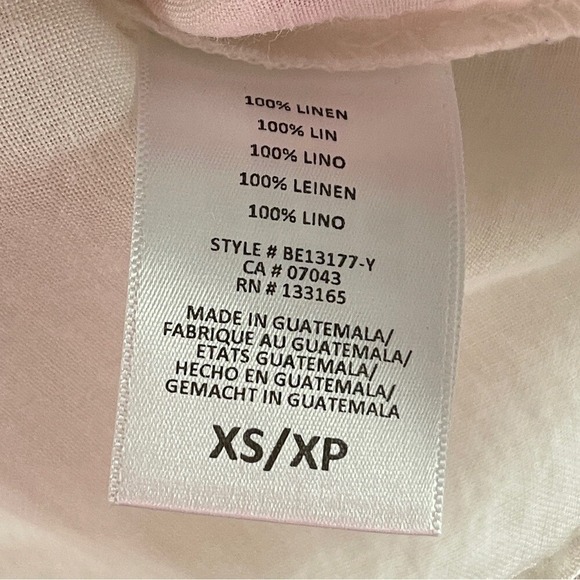 100% LINEN
100% LIN
100% LINO
100% LEINEN
100% LINO
STYLE # BE13177-Y
CA # 07043
RN # 133165
MADE IN GUATEMALA/
FABRIQUE AU GUATEMALA/
ETATS GUATEMALA/
HECHO EN GUATEMALA/
GEMACHT IN GUATEMALA
XS/XP